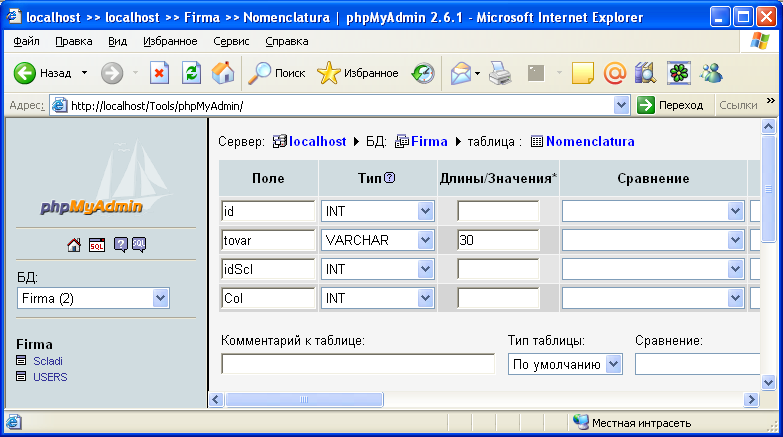 localhost >> localhost >> Firma >> Nomenclatura | phpMyAdmin 2.6.1 - Microsoft Internet Explorer
Файл Правка Вид Избранное Сервис Справка
Назад Поиск Избранное
Адрес: http://localhost/Tools/phpMyAdmin/ Переход Ссылки »
phpMyAdmin
SQL ? SQL
БД:
Firma (2)
Firma
Scladi
USERS
Сервер: localhost БД: Firma таблица : Nomenclatura
Поле Тип ? Длины/Значения* Сравнение
id INT
tovar VARCHAR 30
idScl INT
Col INT
Комментарий к таблице: Тип таблицы: Сравнение:
По умолчанию
Местная интрасеть